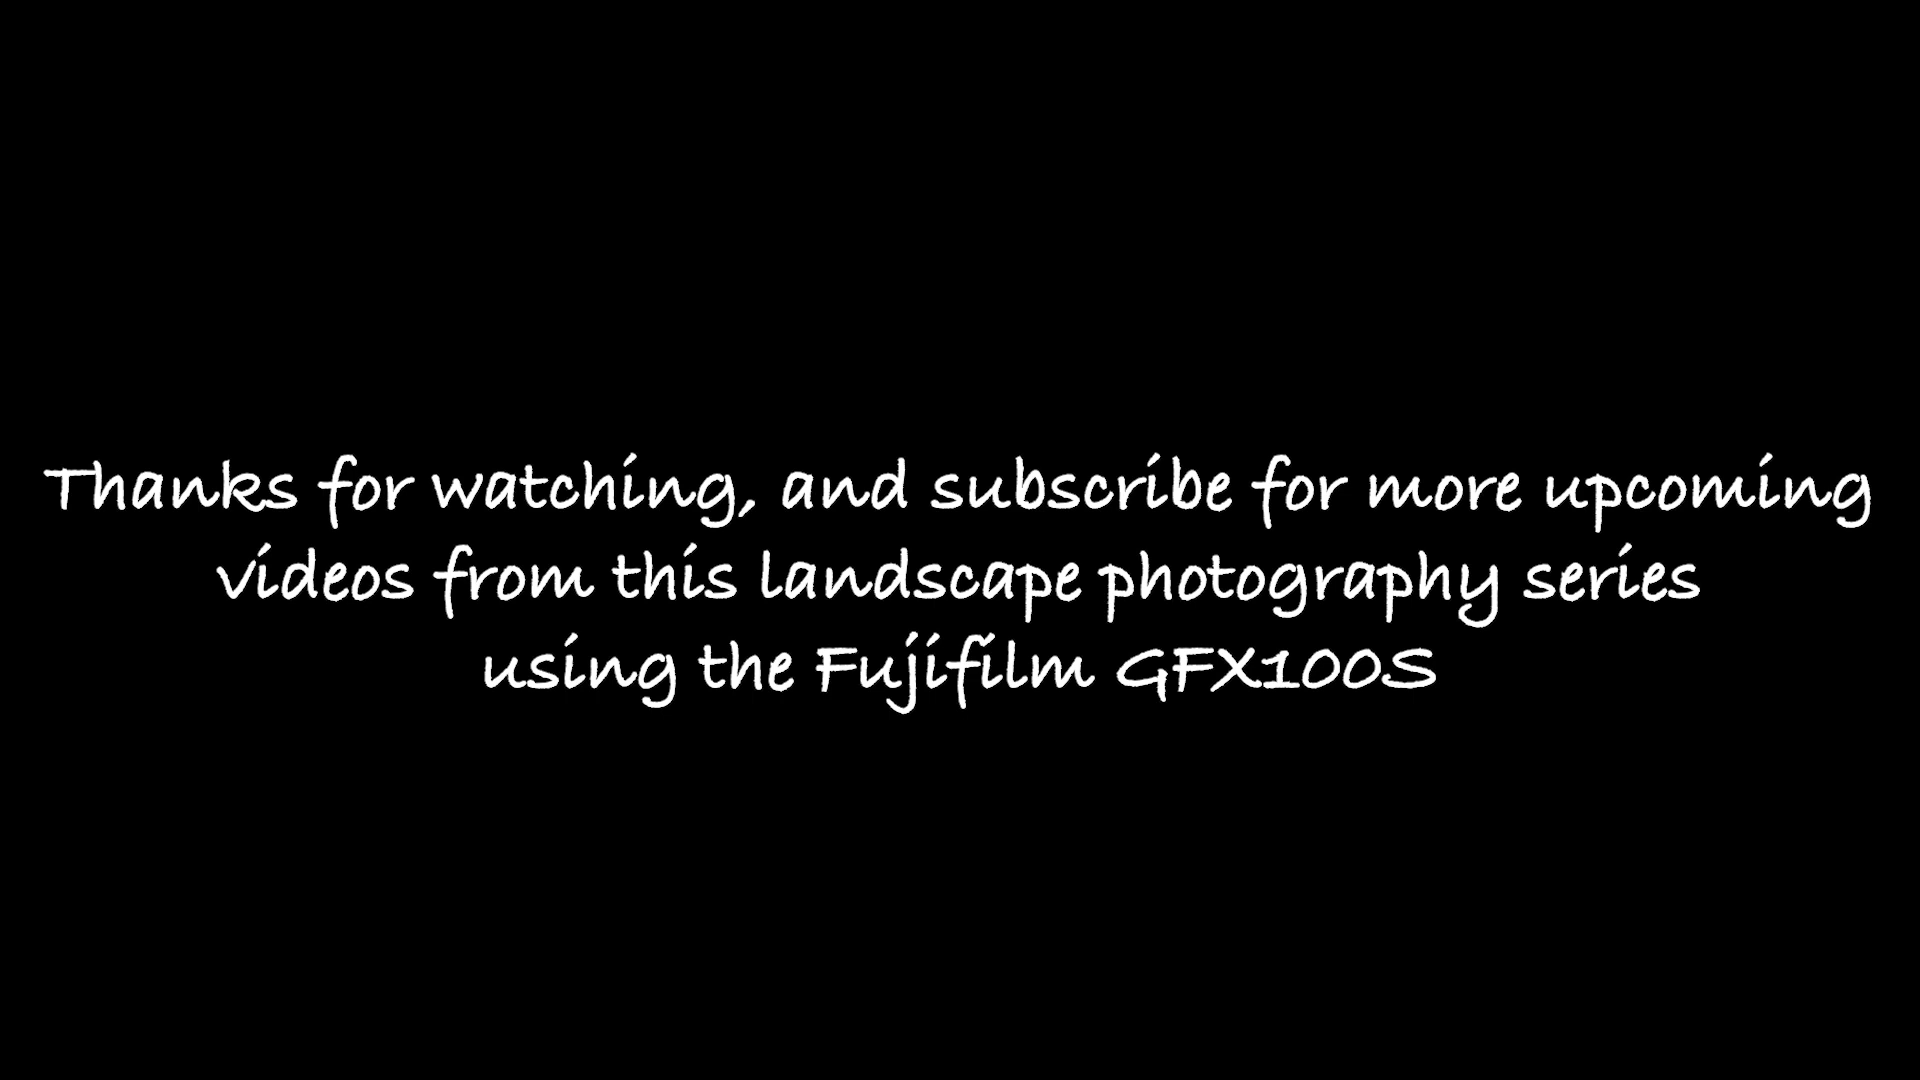 Thanks for watching, and subscribe for more upcoming
videos from this landscape photography series
using the Fujifilm GFX100S